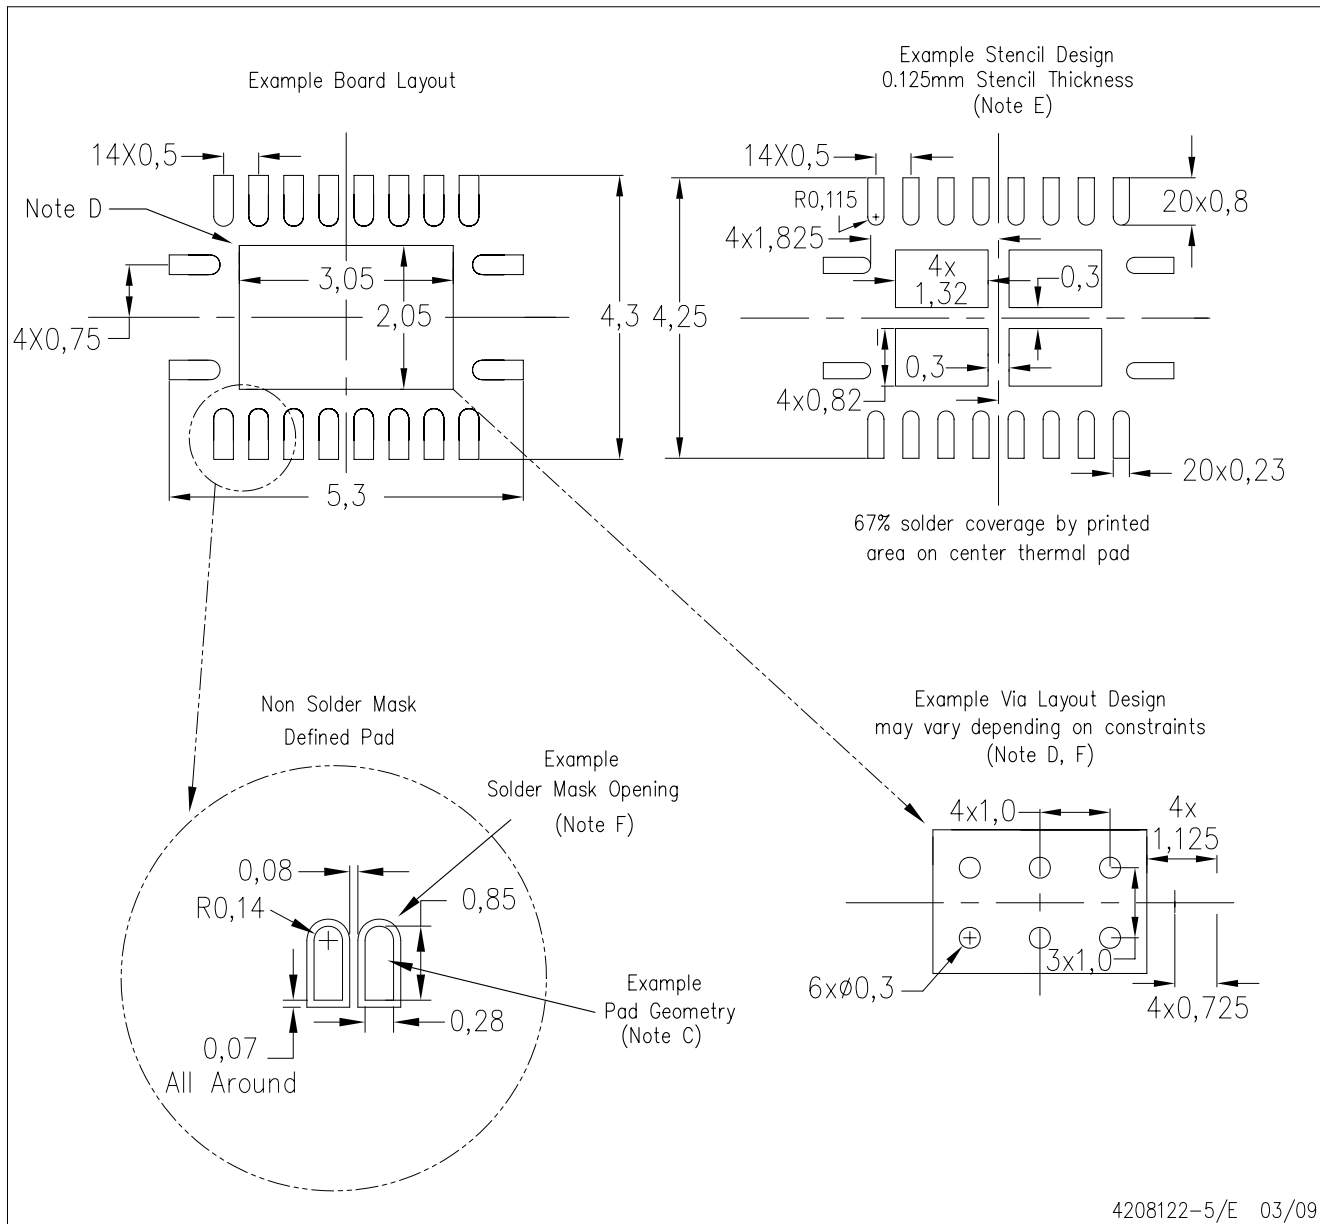 Example Board Layout
14X0,5
Note D
3,05
2,05
4X0,75
4,3
5,3
Example Stencil Design
0.125mm Stencil Thickness
(Note E)
14X0,5
R0,115
20x0,8
4x1,825
4x
1,32
0,3
4,25
0,3
4x0,82
20x0,23
67% solder coverage by printed
area on center thermal pad
Non Solder Mask
Defined Pad
Example
Solder Mask Opening
(Note F)
0,08
R0,14
0,85
Example
Pad Geometry
(Note C)
0,28
0,07
All Around
Example Via Layout Design
may vary depending on constraints
(Note D, F)
4x1,0
4x
1,125
3x1,0
6xø0,3
4x0,725
4208122-5/E 03/09